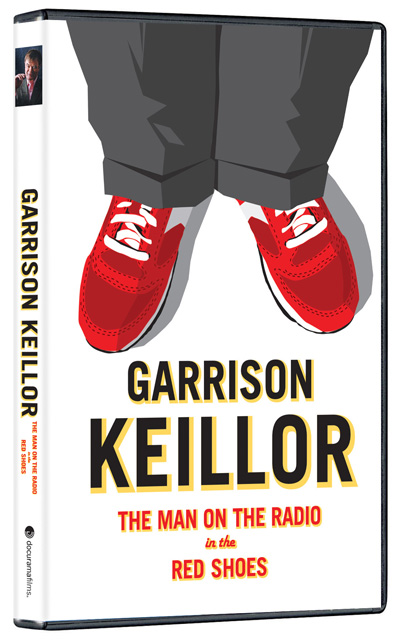 GARRISON KEILLOR
THE MAN ON THE RADIO
in the
RED SHOES
docuramafilms.
GARRISON
KEILLOR
THE MAN ON THE RADIO
in the
RED SHOES